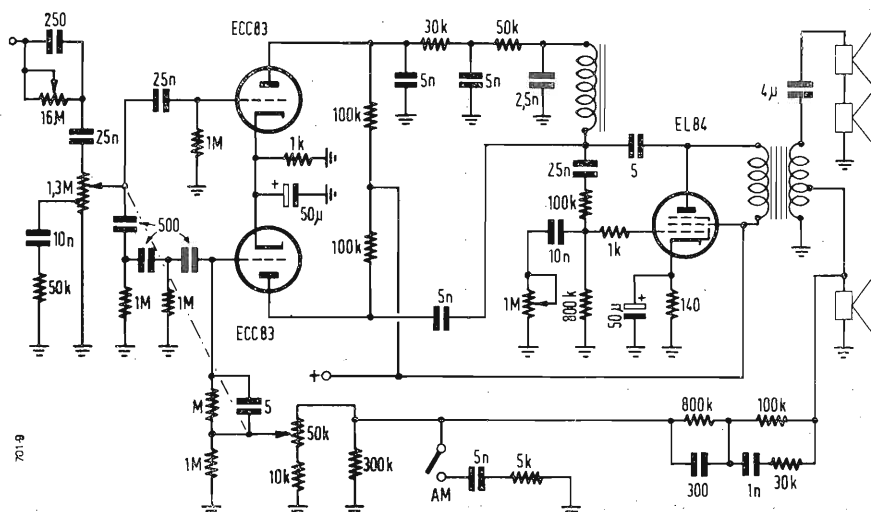 250
16M
25n
1,3M
10n
50k
25n
1M
500
1M
1M
ECC83
1k
+
50µ
ECC83
100k
100k
30k
50k
5n
5n
2,5n
5n
25n
100k
10n
1M
800k
1k
5
EL84
50µ
+
140
4µ
+
M
5
1M
50k
10k
300k
AM
5n
5k
800k
100k
300
1n
30k
701-9